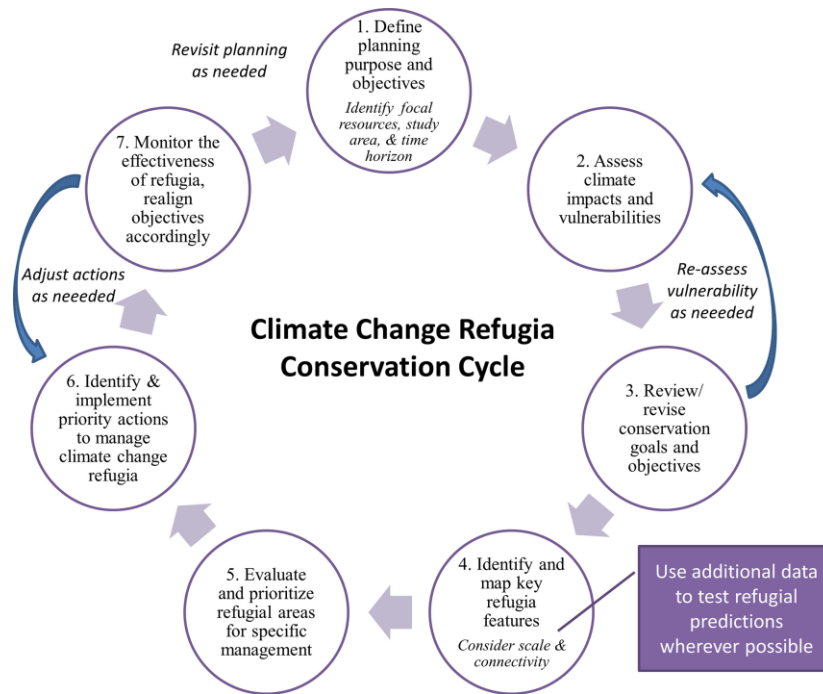 Revisit planning
as needed
1. Define
planning
purpose and
objectives
Identify focal
resources, study
area, & time
horizon
2. Assess
climate
impacts and
vulnerabilities
Re-assess
vulnerability
as neeeded
3. Review/
revise
conservation
goals and
objectives
4. Identify and
map key
refugia
features
Consider scale &
connectivity
Use additional data
to test refugial
predictions
wherever possible
5. Evaluate
and prioritize
refugial areas
for specific
management
6. Identify &
implement
priority actions
to manage
climate change
refugia
Adjust actions
as neeeded
7. Monitor the
effectiveness
of refugia,
realign
objectives
accordingly
Climate Change Refugia
Conservation Cycle